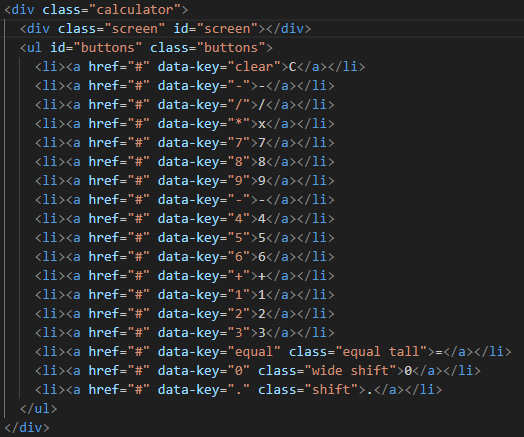 <div class="calculator">
<div class="screen" id="screen"></div>
<ul id="buttons" class="buttons">
<li><a href="#" data-key="clear">C</a></li>
<li><a href="#" data-key="-">-</a></li>
<li><a href="#" data-key="/">/</a></li>
<li><a href="#" data-key="*">x</a></li>
<li><a href="#" data-key="7">7</a></li>
<li><a href="#" data-key="8">8</a></li>
<li><a href="#" data-key="9">9</a></li>
<li><a href="#" data-key="-">-</a></li>
<li><a href="#" data-key="4">4</a></li>
<li><a href="#" data-key="5">5</a></li>
<li><a href="#" data-key="6">6</a></li>
<li><a href="#" data-key="+">+</a></li>
<li><a href="#" data-key="1">1</a></li>
<li><a href="#" data-key="2">2</a></li>
<li><a href="#" data-key="3">3</a></li>
<li><a href="#" data-key="equal" class="equal tall">=</a></li>
<li><a href="#" data-key="0" class="wide shift">0</a></li>
<li><a href="#" data-key="." class="shift">.</a></li>
</ul>
</div>